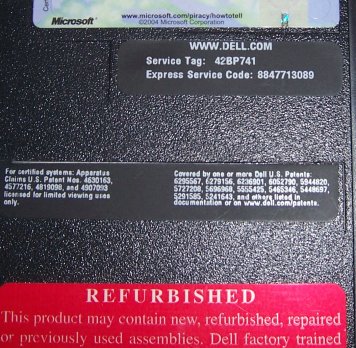 Microsoft
www.microsoft.com/piracy/howtotell
©2004 Microsoft Corporation
WWW.DELL.COM
Service Tag: 42BP741
Express Service Code: 8847713089
For certified systems: Apparatus
Claims U.S. Patent Nos. 4630163,
4577216, 4819098, and 4907093
licensed for limited viewing uses
only.
Covered by one or more Dell U.S. Patents:
6295567, 6279156, 6236901, 6052790, 5944820,
5727208, 5696968, 5555425, 5465346, 5449697,
5291585, 5241643, and others listed in
documentation or on www.dell.com/patents.
REFURBISHED
This product may contain new, refurbished, repaired
or previously used assemblies. Dell factory trained